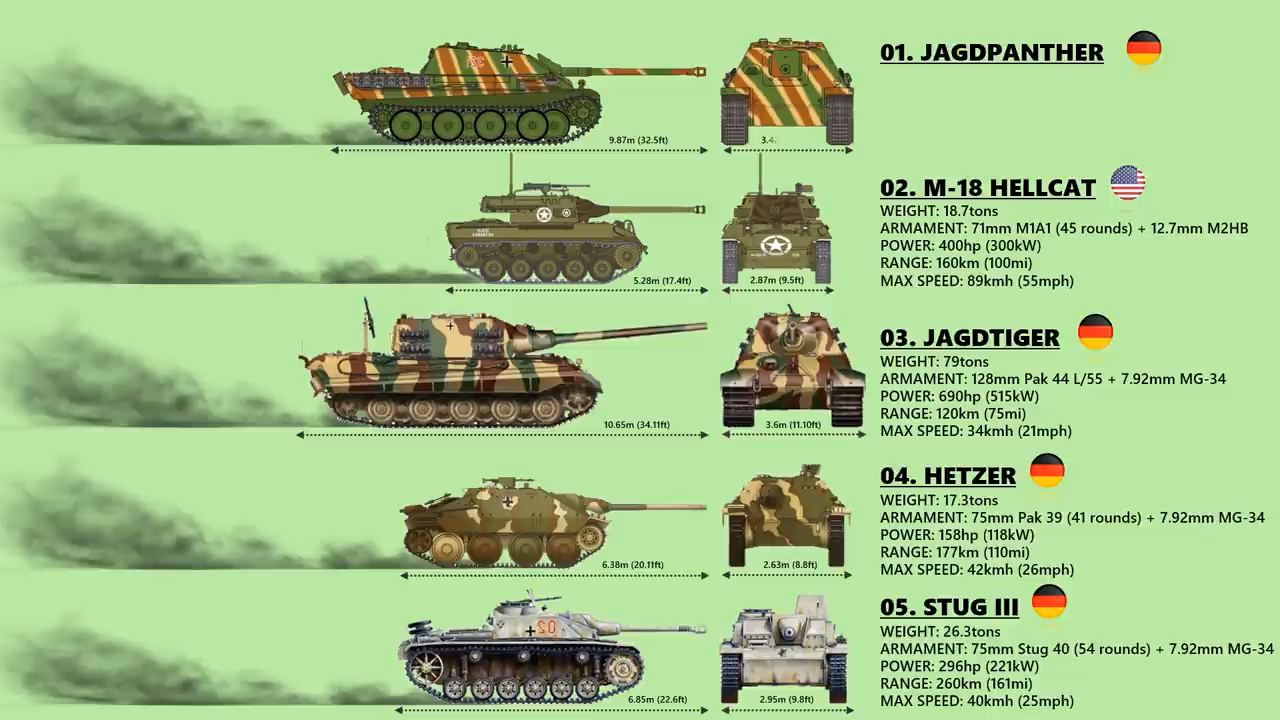 01. JAGDPANTHER
9.87m (32.5ft)
3.4
02. M-18 HELLCAT
WEIGHT: 18.7tons
ARMAMENT: 71mm M1A1 (45 rounds) + 12.7mm M2HB
POWER: 400hp (300kW)
RANGE: 160km (100mi)
MAX SPEED: 89kmh (55mph)
5.28m (17.4ft)
2.87m (9.5ft)
03. JAGDTIGER
WEIGHT: 79tons
ARMAMENT: 128mm Pak 44 L/55 + 7.92mm MG-34
POWER: 690hp (515kW)
RANGE: 120km (75mi)
MAX SPEED: 34kmh (21mph)
10.65m (34.11ft)
3.6m (11.10ft)
04. HETZER
WEIGHT: 17.3tons
ARMAMENT: 75mm Pak 39 (41 rounds) + 7.92mm MG-34
POWER: 158hp (118kW)
RANGE: 177km (110mi)
MAX SPEED: 42kmh (26mph)
6.38m (20.11ft)
2.63m (8.8ft)
05. STUG III
WEIGHT: 26.3tons
ARMAMENT: 75mm Stug 40 (54 rounds) + 7.92mm MG-34
POWER: 296hp (221kW)
RANGE: 260km (161mi)
MAX SPEED: 40kmh (25mph)
6.85m (22.6ft)
2.95m (9.8ft)